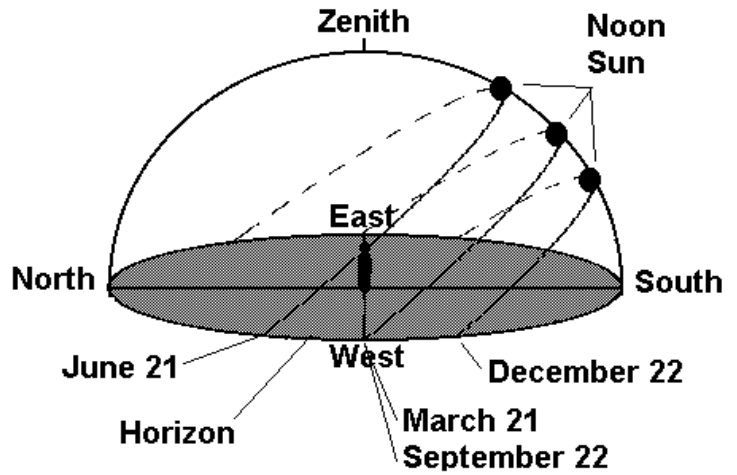 Zenith
Noon
Sun
East
North
South
West
June 21
December 22
Horizon
March 21
September 22